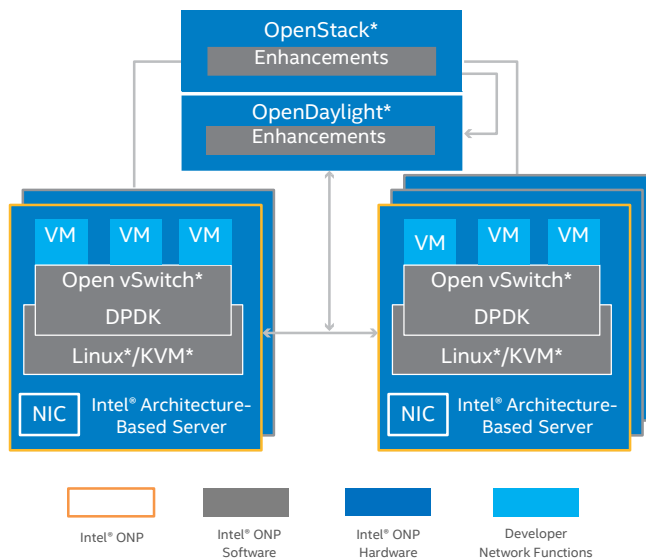 OpenStack*
Enhancements
OpenDaylight*
Enhancements
VM VM VM
Open vSwitch*
DPDK
Linux*/KVM*
NIC
Intel® Architecture-
Based Server
VM VM VM
Open vSwitch*
DPDK
Linux*/KVM*
NIC
Intel® Architecture-
Based Server
Intel® ONP
Intel® ONP
Software
Intel® ONP
Hardware
Developer
Network Functions